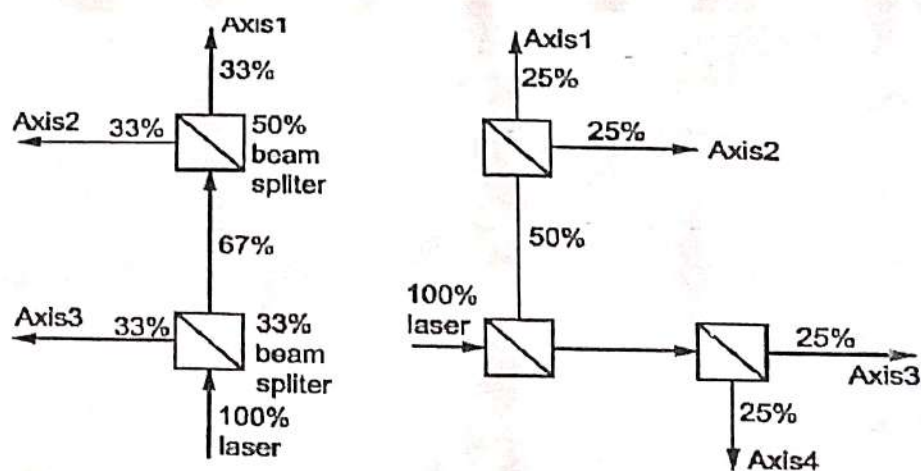 Axis1
33%
Axis2
33%
50%
beam
spliter
67%
Axis3
33%
33%
beam
spliter
100%
laser
Axis1
25%
25%
Axis2
50%
100%
laser
25%
Axis3
25%
Axis4